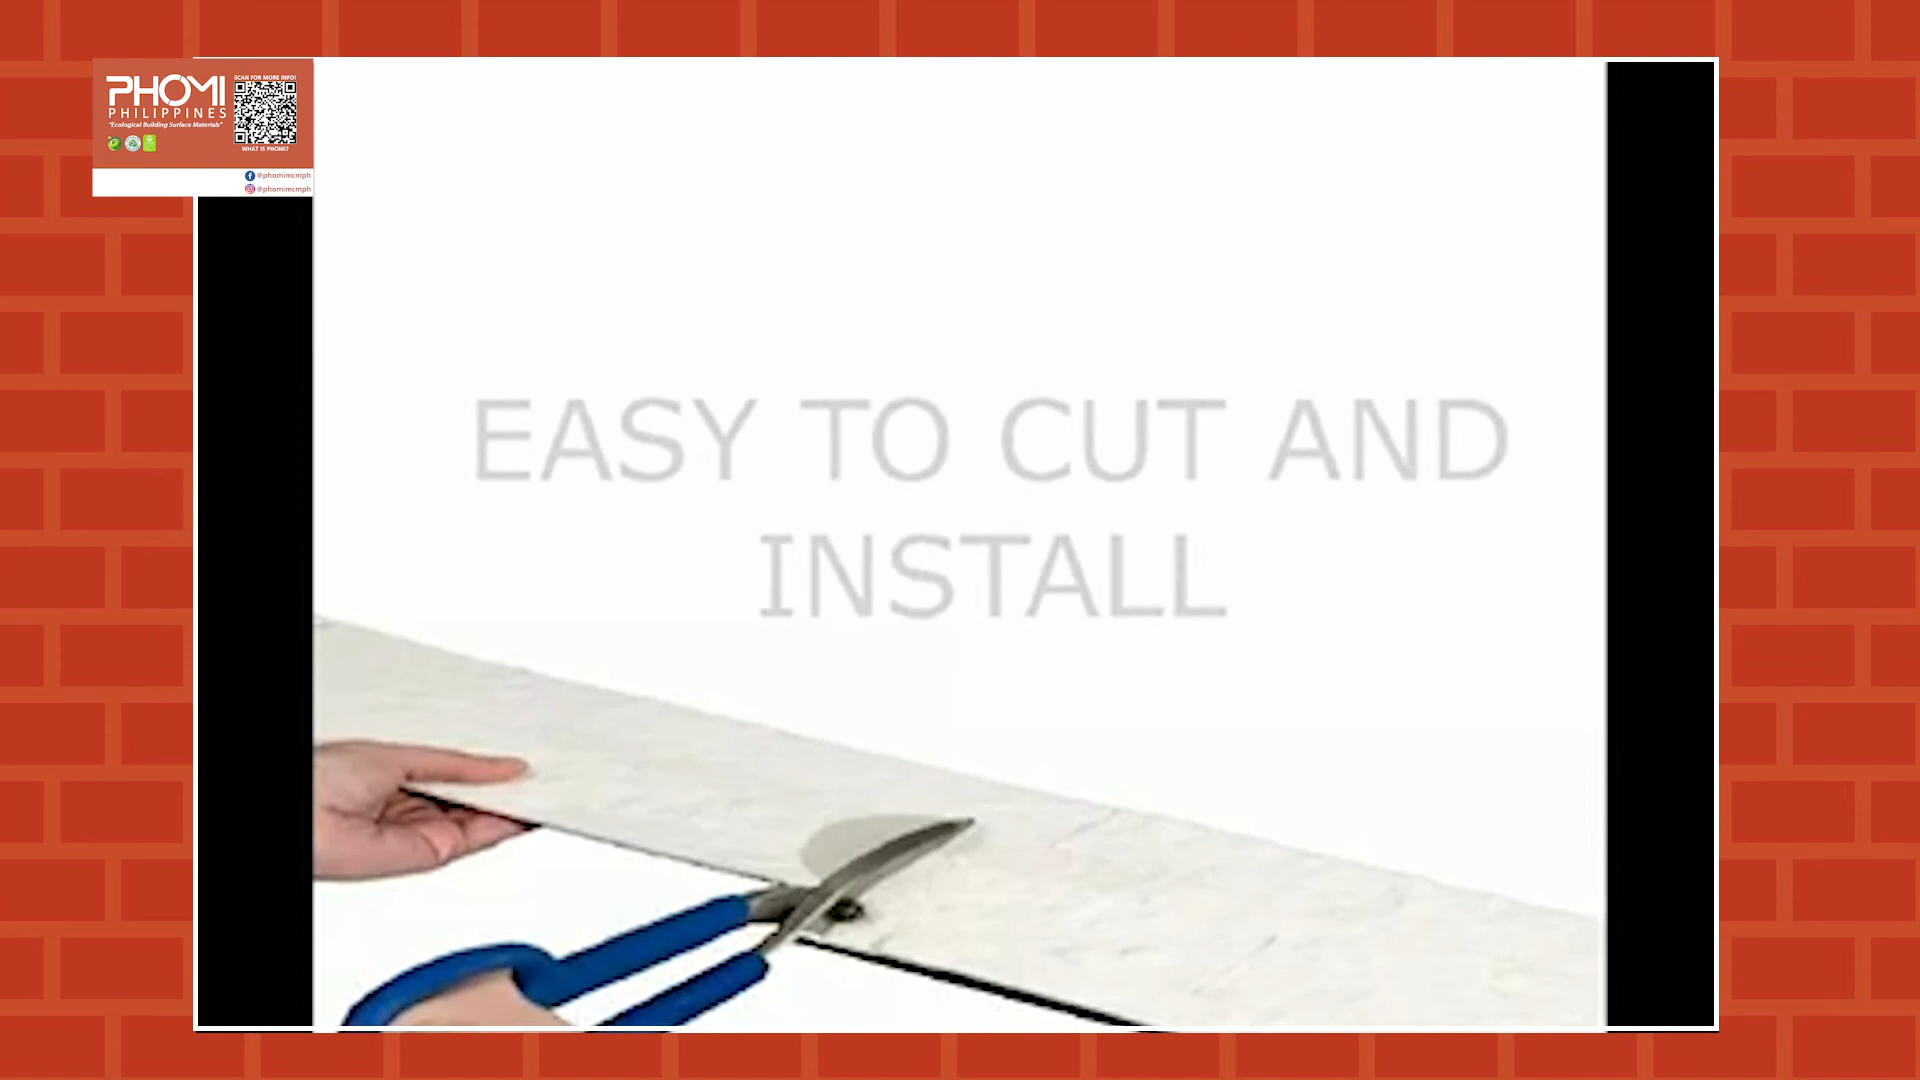 PHOMI
PHILIPPINES
"Ecological Building Surface Materials"
SCAN FOR MORE INFO!
WHAT IS PHOMI?
@phomimcmph
@phomimcmph
EASY TO CUT AND
INSTALL